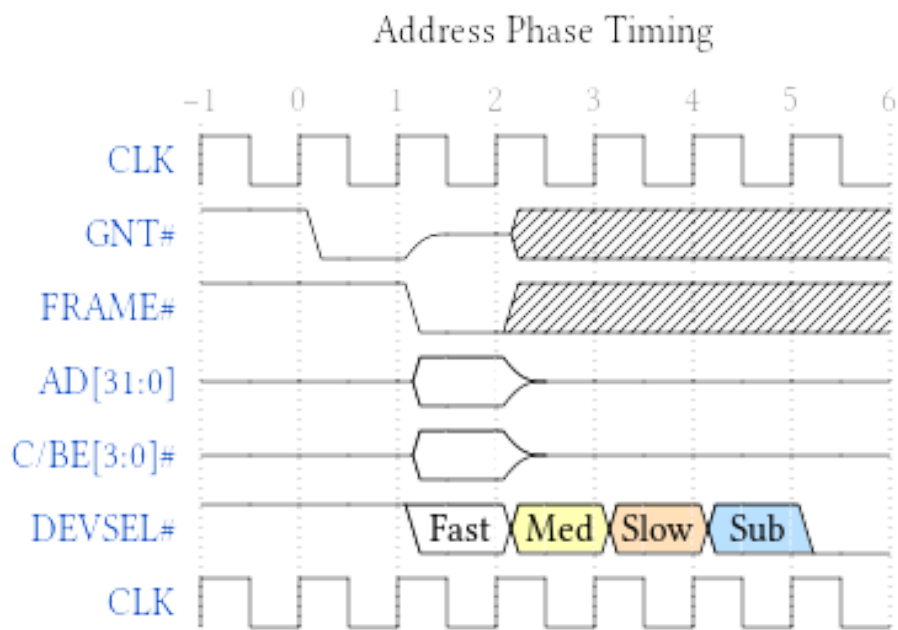 Address Phase Timing
-1 0 1 2 3 4 5 6
CLK
GNT#
FRAME#
AD[31:0]
C/BE[3:0]#
DEVSEL# Fast Med Slow Sub
CLK